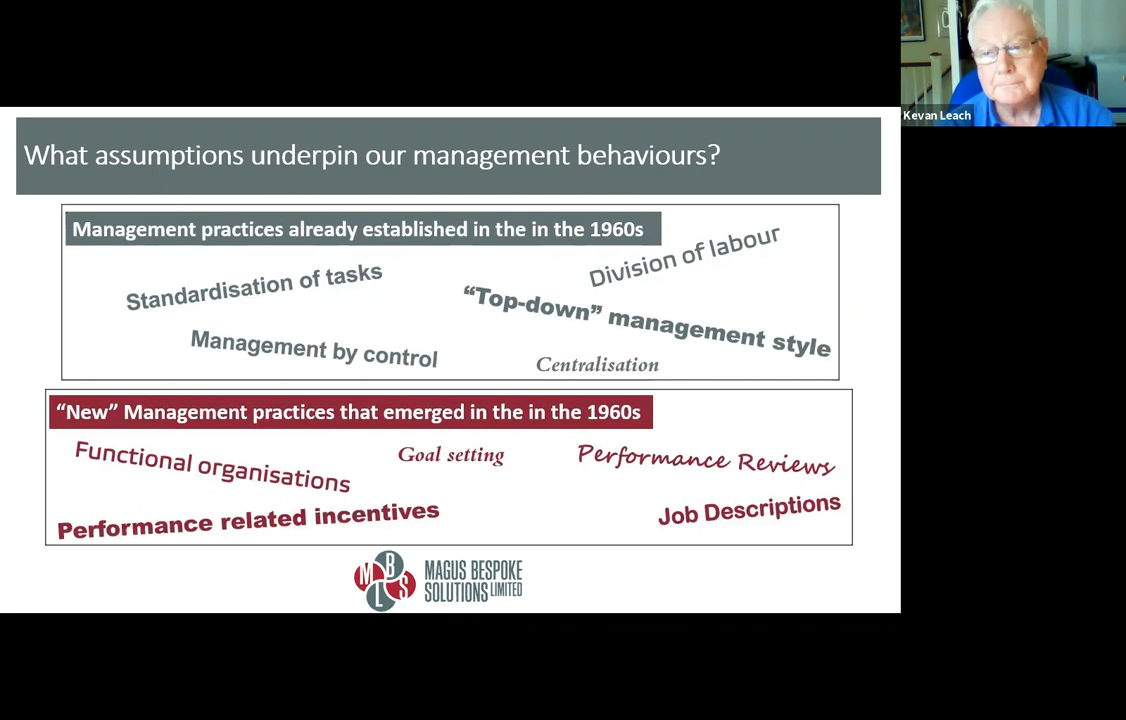 Kevan Leach
What assumptions underpin our management behaviours?
Management practices already established in the in the 1960s
Division of labour
Standardisation of tasks
“Top-down” management style
Management by control
Centralisation
“New” Management practices that emerged in the in the 1960s
Functional organisations
Goal setting
Performance Reviews
Performance related incentives
Job Descriptions
M B L S
MAGUS BESPOKE
SOLUTIONS LIMITED